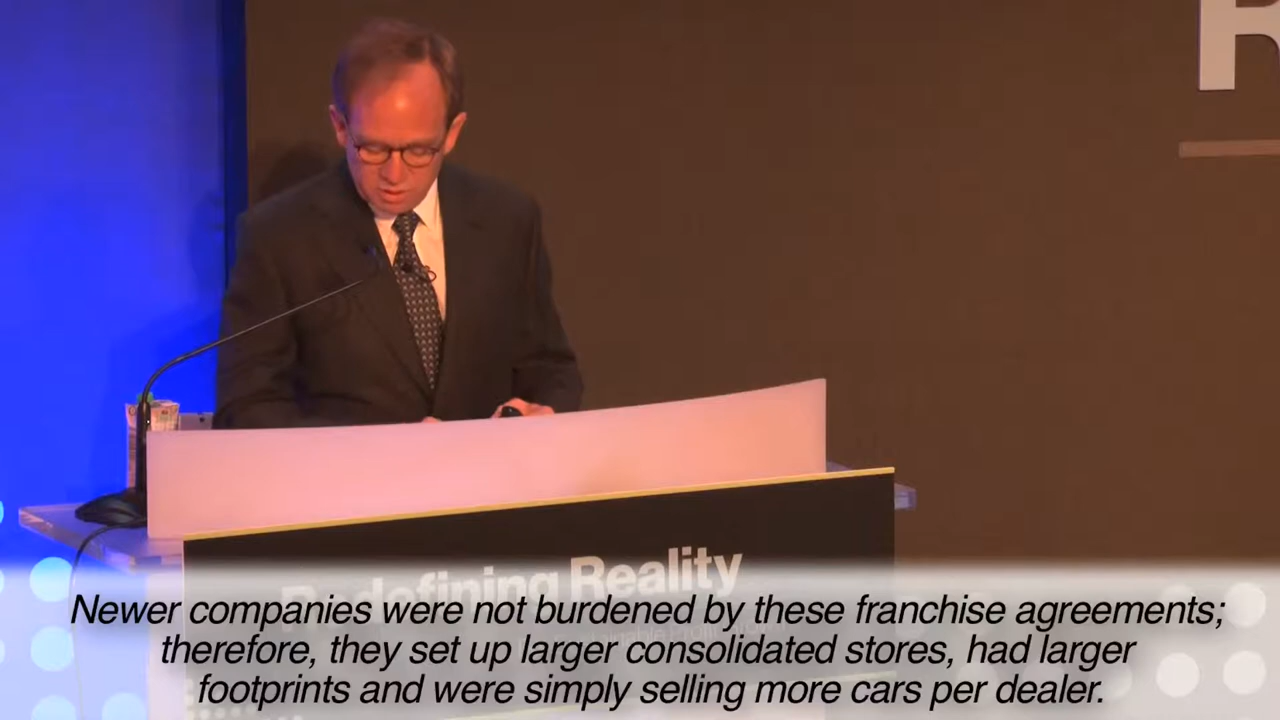 R
Redefining Reality
Newer companies were not burdened by these franchise agreements;
therefore, they set up larger consolidated stores, had larger
footprints and were simply selling more cars per dealer.